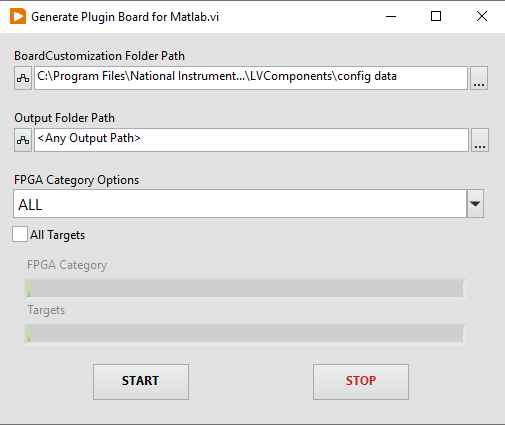 Generate Plugin Board for Matlab.vi
BoardCustomization Folder Path
C:\Program Files\National Instrument...\LVComponents\config data
...
Output Folder Path
<Any Output Path>
...
FPGA Category Options
ALL
All Targets
FPGA Category
Targets
START STOP